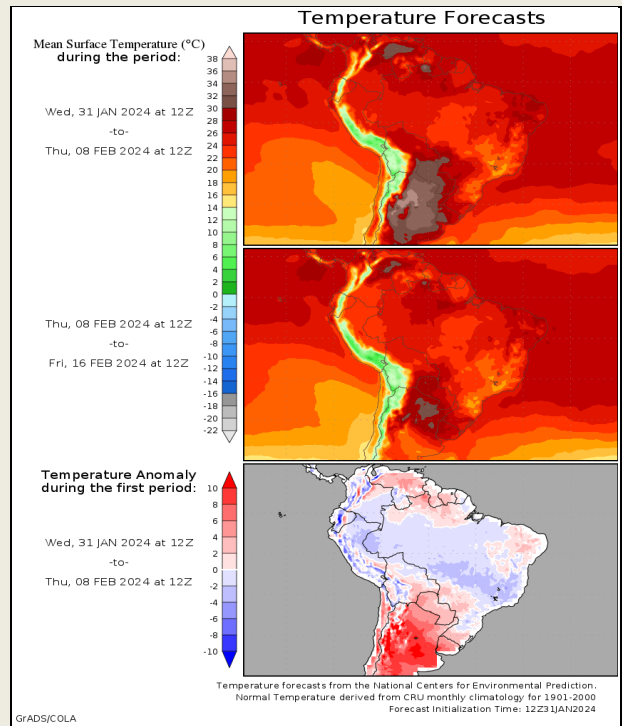 Temperature Forecasts
Mean Surface Temperature (°C)
during the period:
38
36
34
32
30
28
26
24
22
20
18
16
14
12
10
8
6
4
2
0
-2
-4
-6
-8
-10
-12
-14
-16
-18
-20
-22
Wed, 31 JAN 2024 at 12Z
-to-
Thu, 08 FEB 2024 at 12Z
Thu, 08 FEB 2024 at 12Z
-to-
Fri, 16 FEB 2024 at 12Z
Temperature Anomaly
during the first period:
10
8
6
4
2
0
-2
-4
-6
-8
-10
Wed, 31 JAN 2024 at 12Z
-to-
Thu, 08 FEB 2024 at 12Z
Temperature forecasts from the National Centers for Environmental Prediction.
Normal Temperature derived from CRU monthly climatology for 1901-2000
Forecast Initialization Time: 12Z31JAN2024
GrADS/COLA